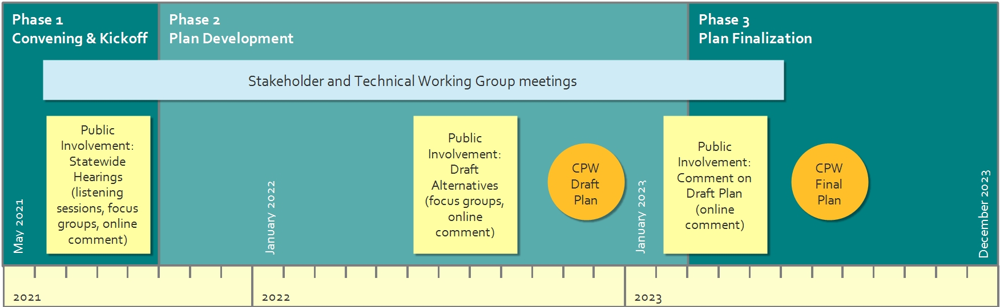 Phase 1
Convening & Kickoff
Phase 2
Plan Development
Phase 3
Plan Finalization
Stakeholder and Technical Working Group meetings
Public
Involvement:
Statewide
Hearings
(listening
sessions, focus
groups, online
comment)
Public
Involvement:
Draft
Alternatives
(focus groups,
online
comment)
CPW
Draft
Plan
Public
Involvement:
Comment on
Draft Plan
(online
comment)
CPW
Final
Plan
May 2021
January 2022
January 2023
December 2023
2021
2022
2023